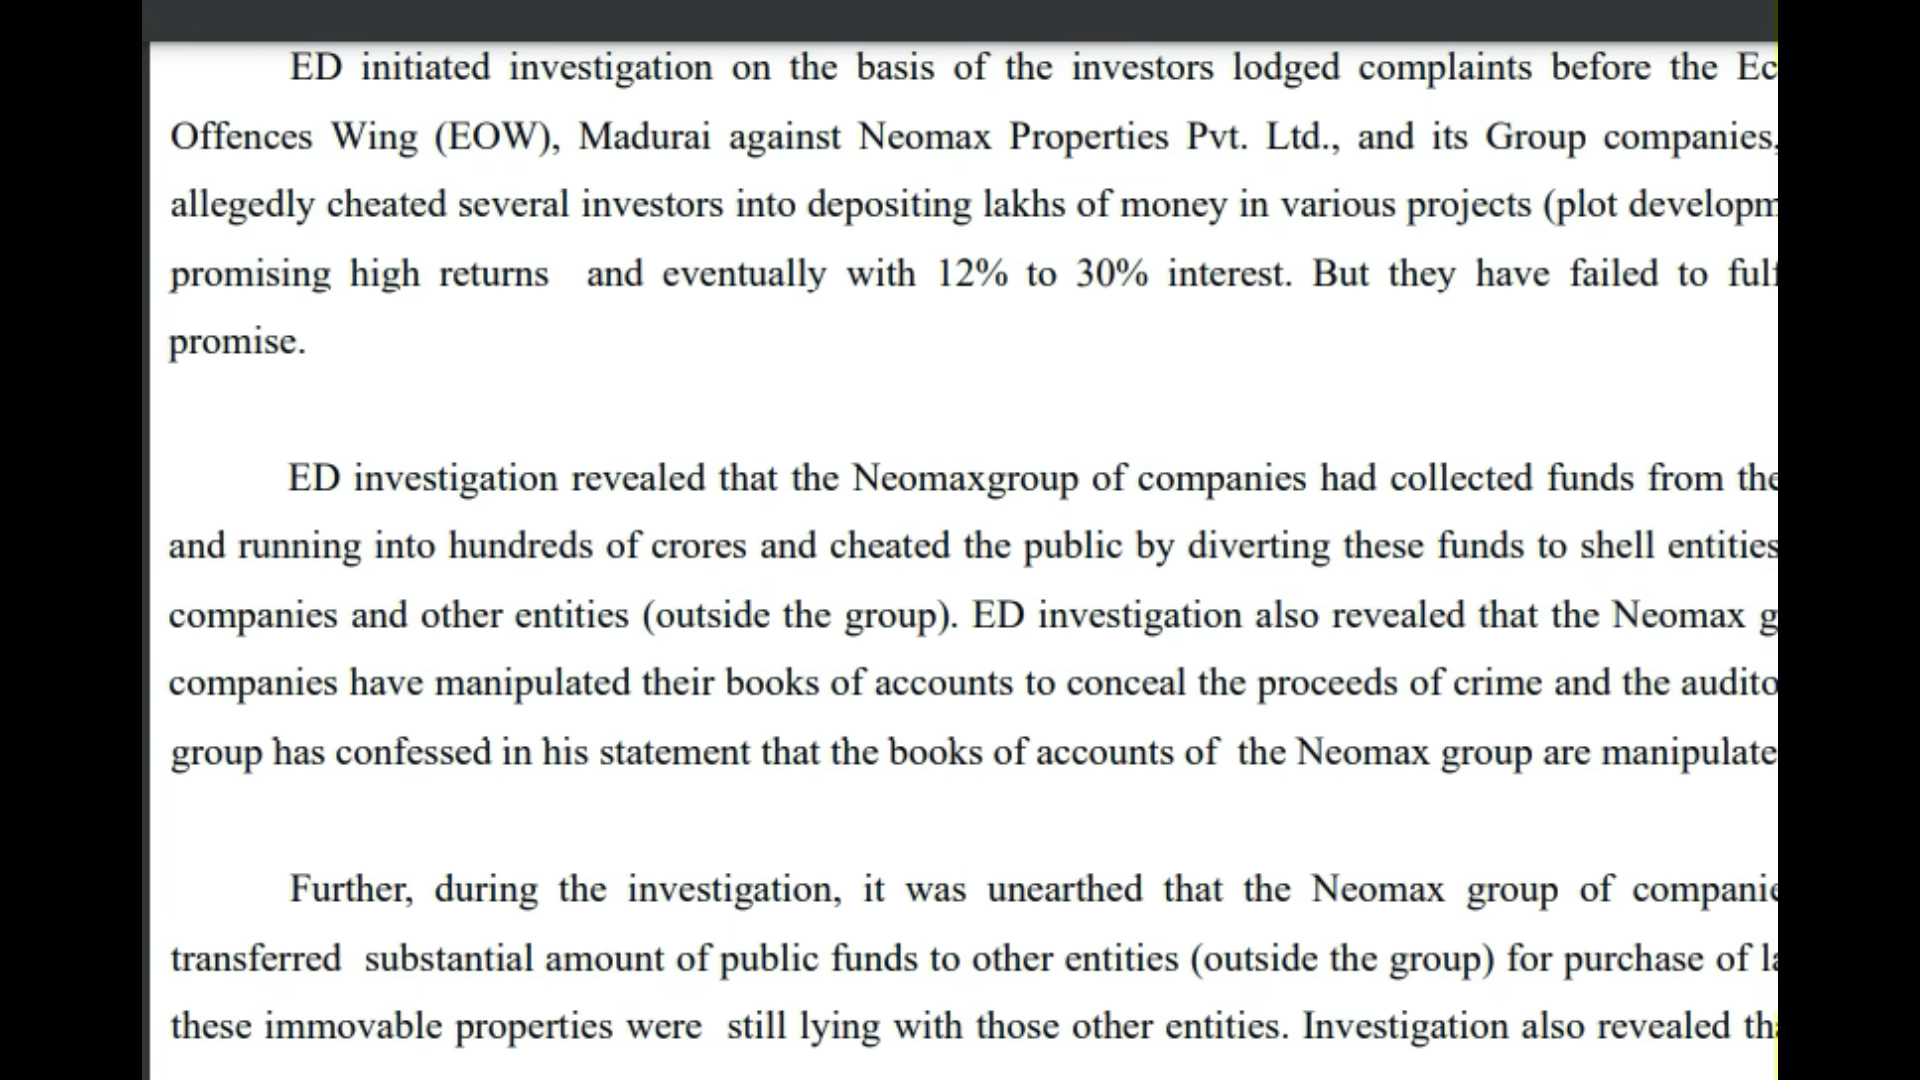 ED initiated investigation on the basis of the investors lodged complaints before the Ec
Offences Wing (EOW), Madurai against Neomax Properties Pvt. Ltd., and its Group companies,
allegedly cheated several investors into depositing lakhs of money in various projects (plot developm
promising high returns and eventually with 12% to 30% interest. But they have failed to ful
promise.
ED investigation revealed that the Neomaxgroup of companies had collected funds from the
and running into hundreds of crores and cheated the public by diverting these funds to shell entities
companies and other entities (outside the group). ED investigation also revealed that the Neomax g
companies have manipulated their books of accounts to conceal the proceeds of crime and the audito
group has confessed in his statement that the books of accounts of the Neomax group are manipulate
Further, during the investigation, it was unearthed that the Neomax group of companie
transferred substantial amount of public funds to other entities (outside the group) for purchase of la
these immovable properties were still lying with those other entities. Investigation also revealed tha